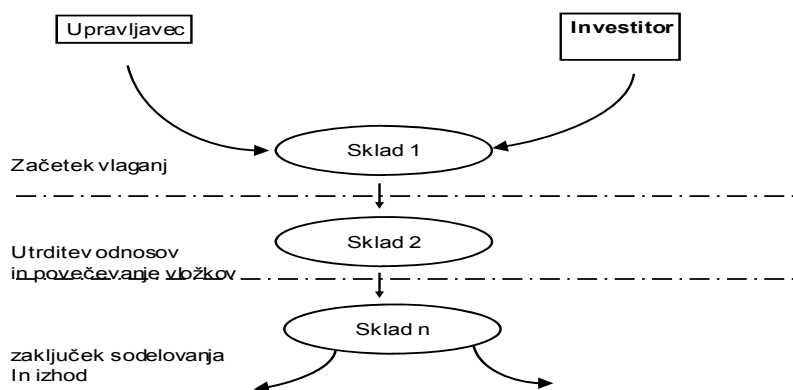 Upravljavec
Investitor
Sklad 1
Začetek vlaganj
Sklad 2
Utrditev odnosov
in povečevanje vložkov
Sklad n
zaključek sodelovanja
In izhod